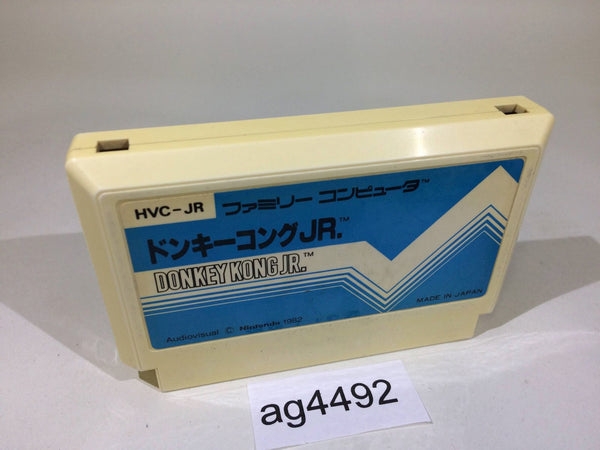 HVC-JR ファミリー コンピュータ™
ドンキーコングJR.™
DONKEY KONG JR.™
MADE IN JAPAN
Audiovisual © Nintendo 1982
ag4492